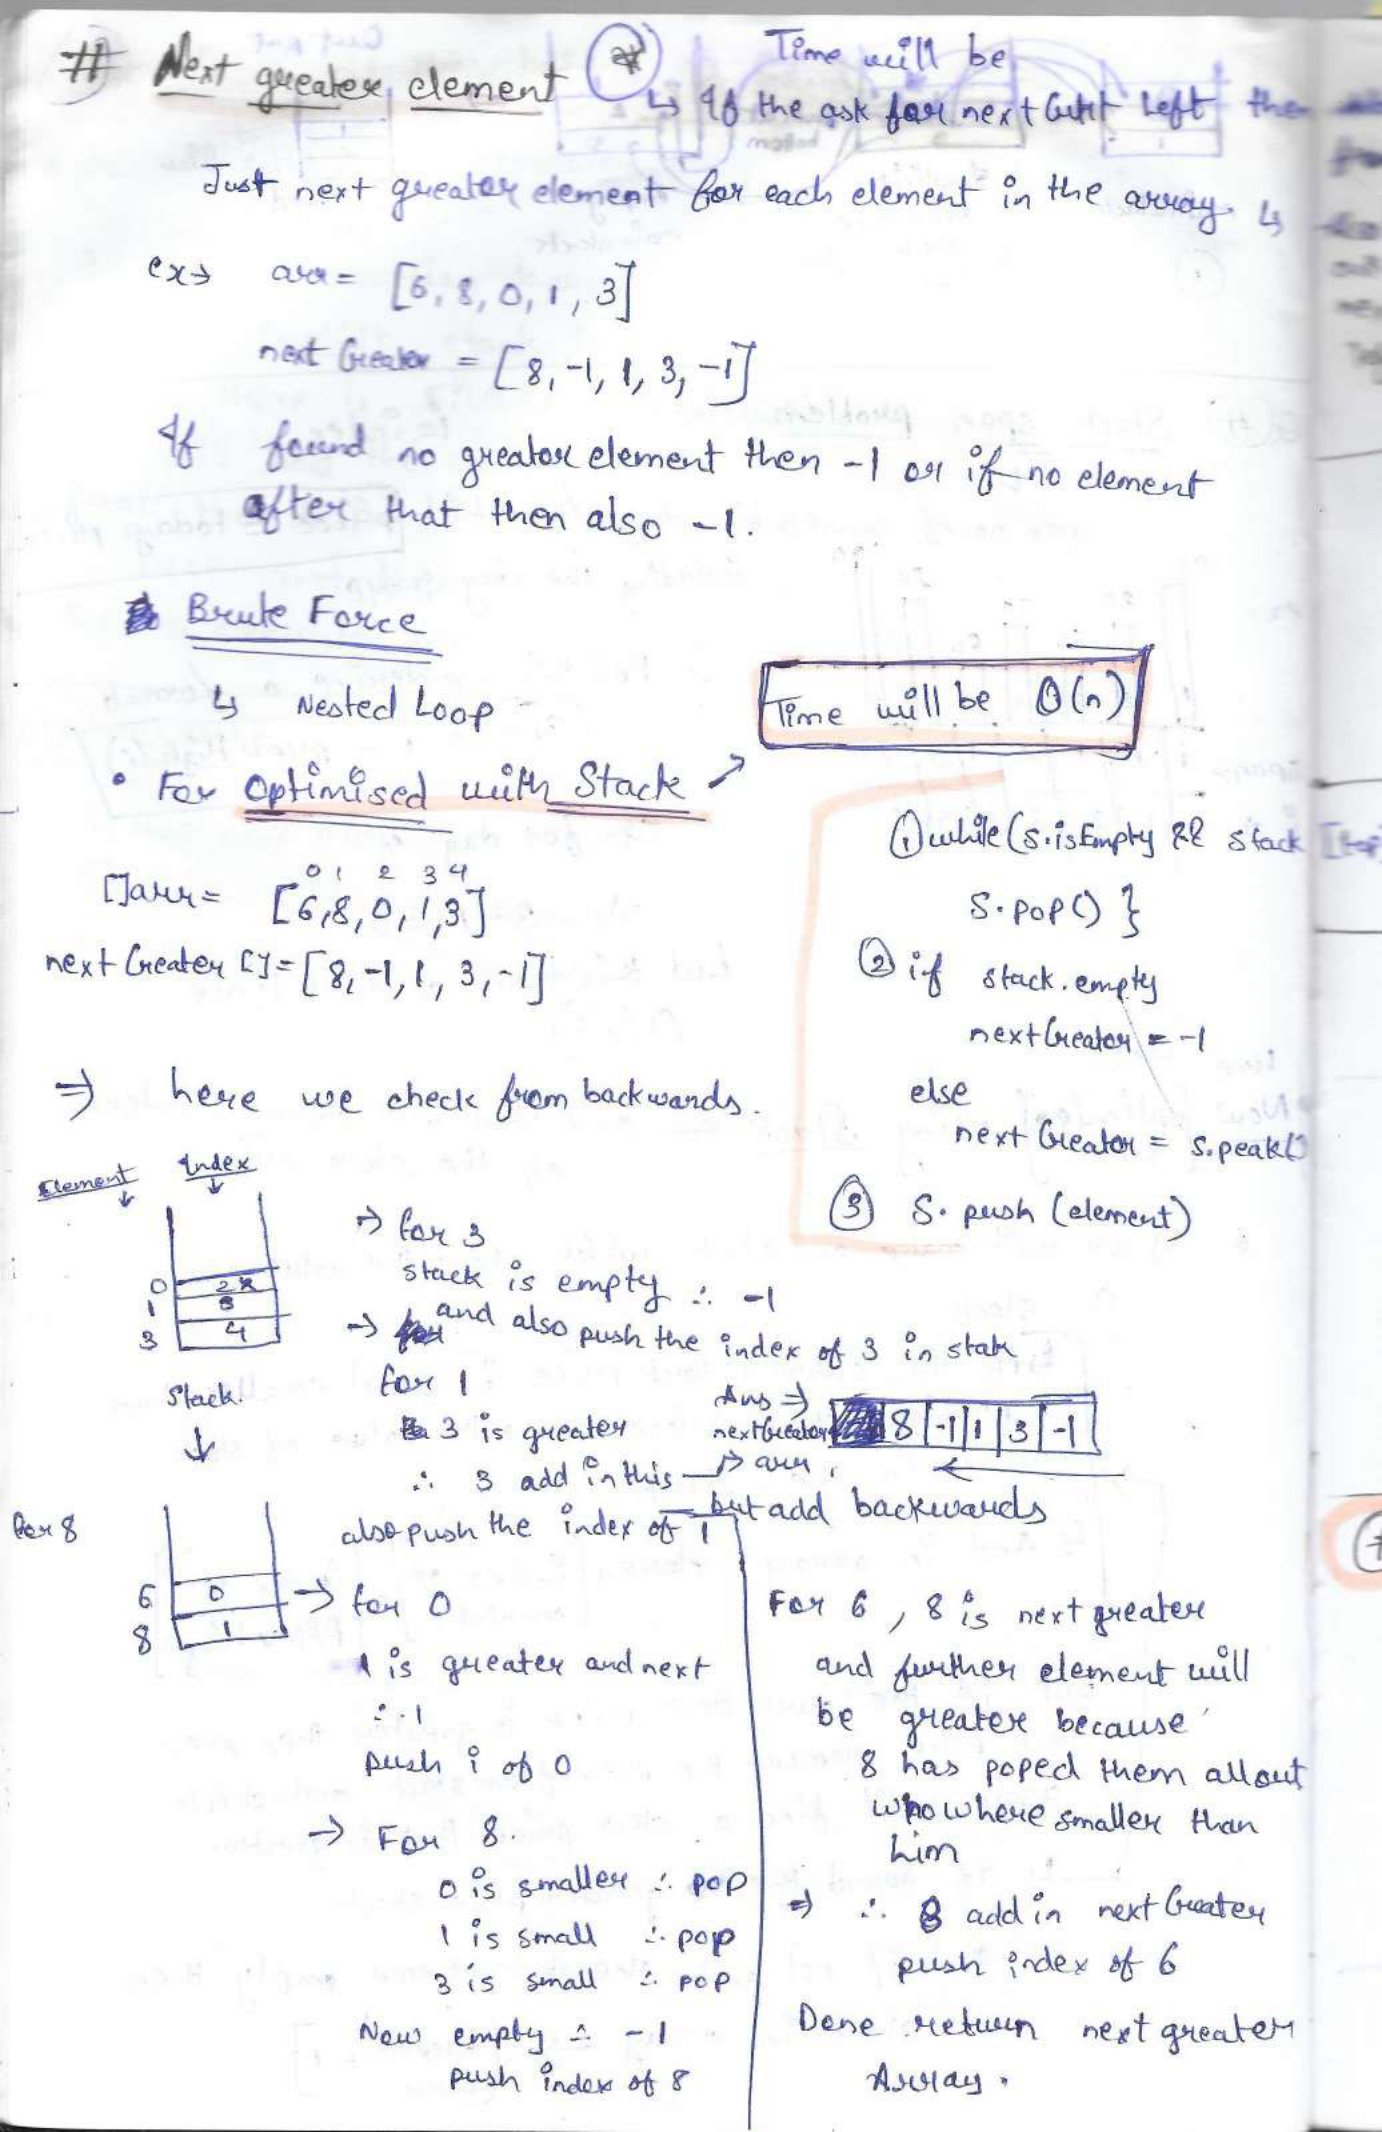 # Next greater element *
Time will be
↳ If the ask for next Left the
Just next greater element for each element in the array. ↳
ex→ arr = [6, 8, 0, 1, 3]
next Greater = [8, -1, 1, 3, -1]
If found no greator element then -1 or if no element
after that then also -1.
Brute Force
↳ Nested Loop
Time will be O(n)
• For Optimised with Stack ↗
0 1 2 3 4
[]arr = [6,8,0,1,3]
next Greater []= [8,-1,1,3,-1]
① while (s.isEmpty && stack [top]
S.pop() }
② if stack.empty
nextGreator = -1
else
next Greator = s.peak()
③ S. push (element)
⇒ here we check from backwards.
Element ↓ Index ↓
0
1 3
3 4
Stack.
↓
→ for 3
stack is empty ∴ -1
→ and also push the index of 3 in stak
for 1
3 is greater
∴ 3 add in this → arr,
also push the index of 1
Ans ⇒
nextGreator 8 | -1 | 1 | 3 | -1
but add backwards
for 8
6 0
8 1
→ for 0
1 is greater and next
∴ 1
push i of 0
→ For 8.
0 is smaller ∴ pop
1 is small ∴ pop
3 is small ∴ pop
Now empty ∴ -1
push index of 8
For 6, 8 is next greater
and further element will
be greater because
8 has poped them all out
who where smaller than
him
⇒ ∴ 8 add in next Greater
push index of 6
Done return next greater
Array.